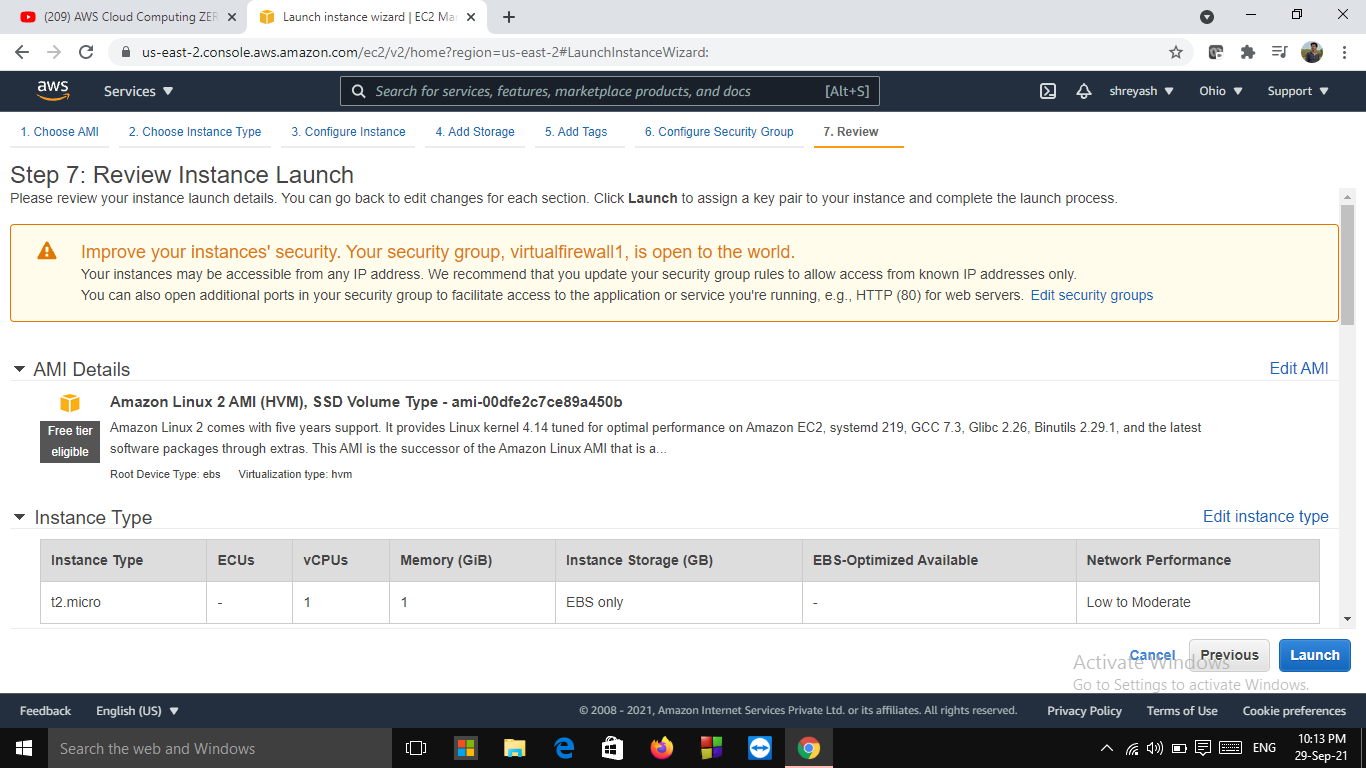 (209) AWS Cloud Computing ZER
Launch instance wizard | EC2 Ma
us-east-2.console.aws.amazon.com/ec2/v2/home?region=us-east-2#LaunchInstanceWizard:
aws
Services
Search for services, features, marketplace products, and docs
[Alt+S]
shreyash
Ohio
Support
1. Choose AMI
2. Choose Instance Type
3. Configure Instance
4. Add Storage
5. Add Tags
6. Configure Security Group
7. Review
Step 7: Review Instance Launch
Please review your instance launch details. You can go back to edit changes for each section. Click Launch to assign a key pair to your instance and complete the launch process.
Improve your instances' security. Your security group, virtualfirewall1, is open to the world.
Your instances may be accessible from any IP address. We recommend that you update your security group rules to allow access from known IP addresses only.
You can also open additional ports in your security group to facilitate access to the application or service you're running, e.g., HTTP (80) for web servers. Edit security groups
AMI Details
Edit AMI
Amazon Linux 2 AMI (HVM), SSD Volume Type - ami-00dfe2c7ce89a450b
Free tier
eligible
Amazon Linux 2 comes with five years support. It provides Linux kernel 4.14 tuned for optimal performance on Amazon EC2, systemd 219, GCC 7.3, Glibc 2.26, Binutils 2.29.1, and the latest
software packages through extras. This AMI is the successor of the Amazon Linux AMI that is a...
Root Device Type: ebs Virtualization type: hvm
Instance Type
Edit instance type
Instance Type ECUs vCPUs Memory (GiB) Instance Storage (GB) EBS-Optimized Available Network Performance
t2.micro - 1 1 EBS only - Low to Moderate
Cancel
Previous
Launch
Activate Windows
Go to Settings to activate Windows.
Feedback
English (US)
© 2008 - 2021, Amazon Internet Services Private Ltd. or its affiliates. All rights reserved.
Privacy Policy
Terms of Use
Cookie preferences
Search the web and Windows
ENG
10:13 PM
29-Sep-21